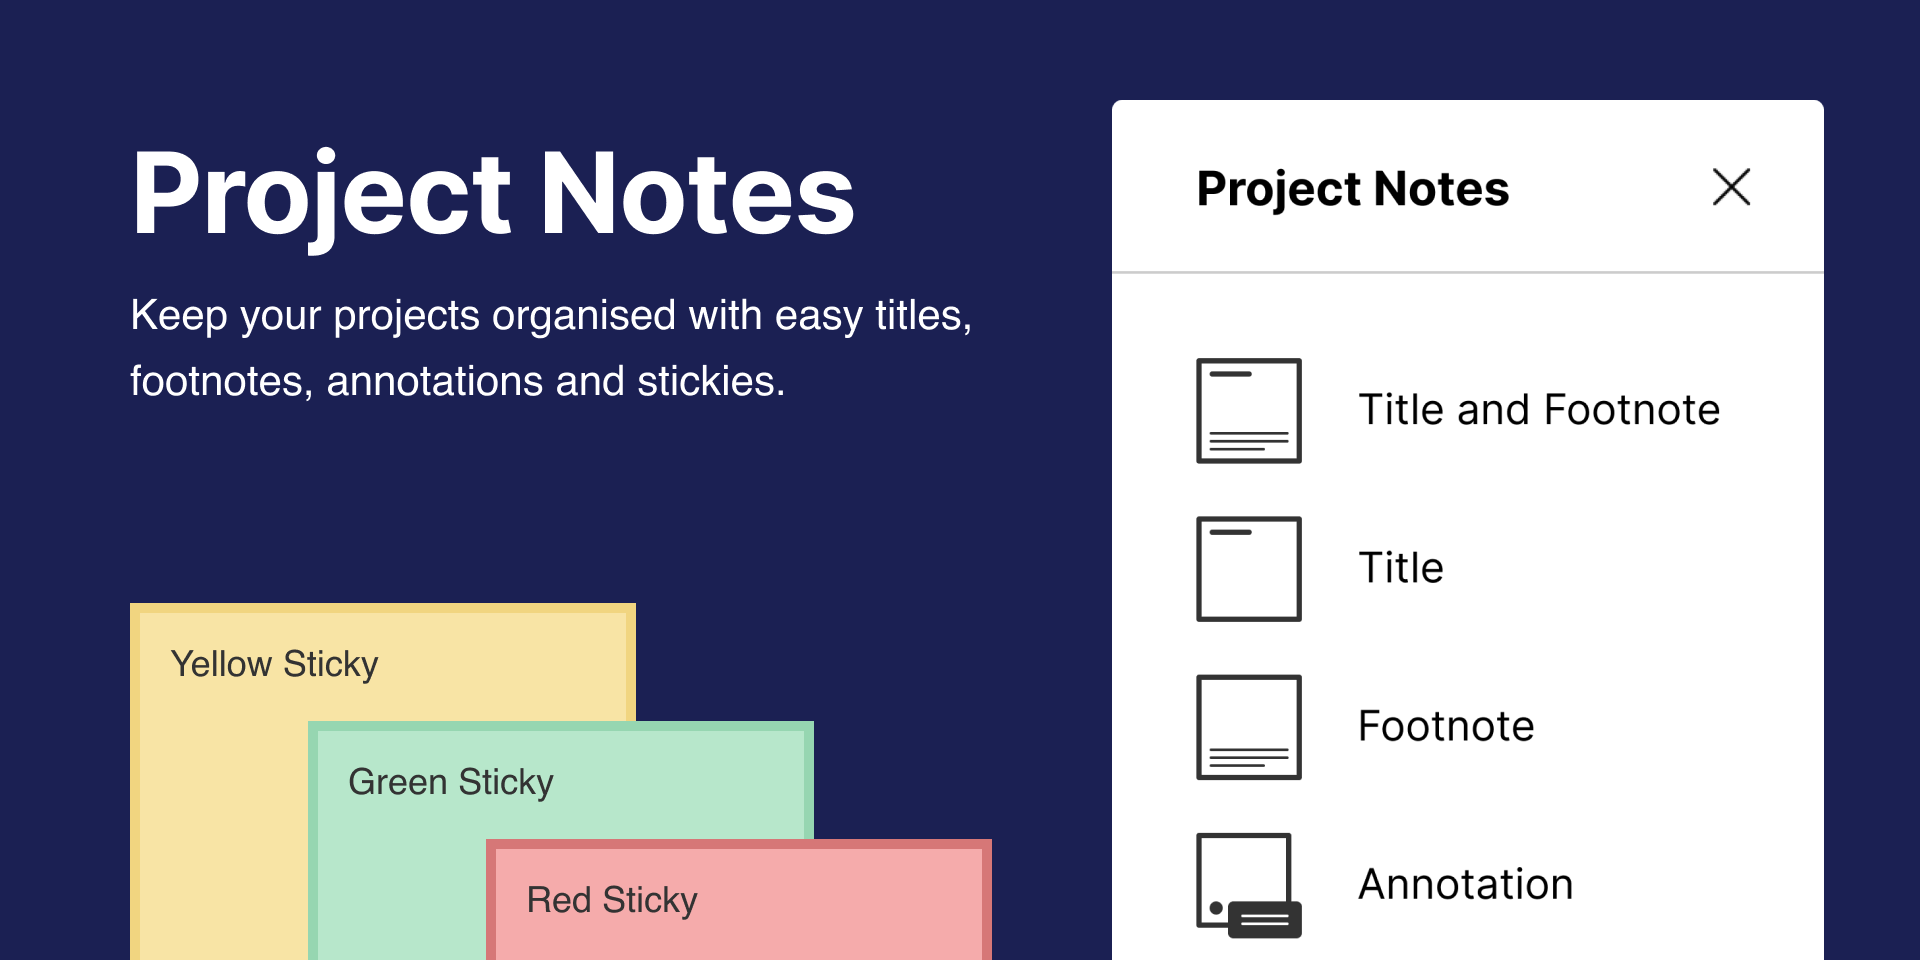 Project Notes
Keep your projects organised with easy titles,
footnotes, annotations and stickies.
Yellow Sticky
Green Sticky
Red Sticky
Project Notes
Title and Footnote
Title
Footnote
Annotation